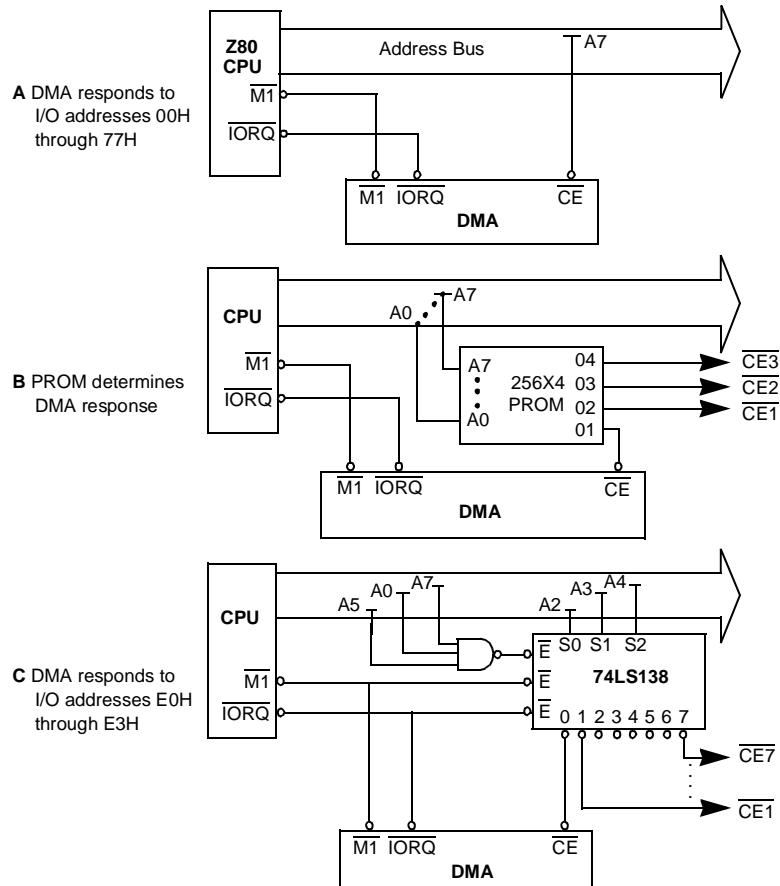 Z80
CPU
Address Bus
A7
A DMA responds to
I/O addresses 00H
through 77H
M1
IORQ
M1 IORQ CE
DMA
CPU
A0 A7
B PROM determines
DMA response
M1
IORQ
A7
A0
256X4
PROM
04
03
02
01
CE3
CE2
CE1
M1 IORQ CE
DMA
CPU
A5 A0 A7
A2 A3 A4
C DMA responds to
I/O addresses E0H
through E3H
M1
IORQ
E S0 S1 S2
E 74LS138
E 0 1 2 3 4 5 6 7
CE7
CE1
M1 IORQ CE
DMA